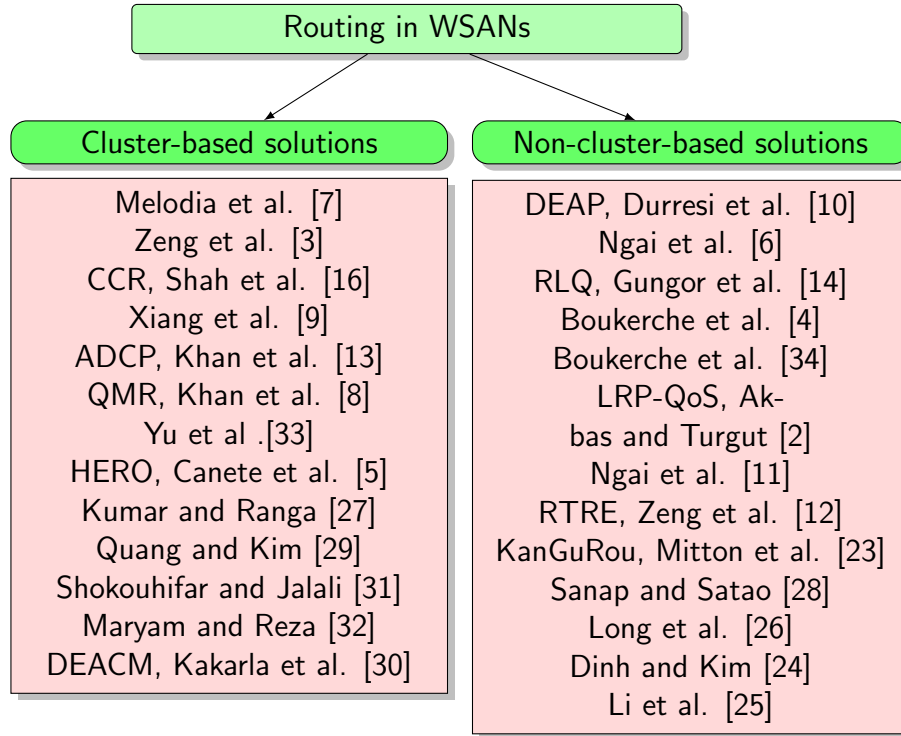 Routing in WSANs
Cluster-based solutions
Melodia et al. [7]
Zeng et al. [3]
CCR, Shah et al. [16]
Xiang et al. [9]
ADCP, Khan et al. [13]
QMR, Khan et al. [8]
Yu et al .[33]
HERO, Canete et al. [5]
Kumar and Ranga [27]
Quang and Kim [29]
Shokouhifar and Jalali [31]
Maryam and Reza [32]
DEACM, Kakarla et al. [30]
Non-cluster-based solutions
DEAP, Durresi et al. [10]
Ngai et al. [6]
RLQ, Gungor et al. [14]
Boukerche et al. [4]
Boukerche et al. [34]
LRP-QoS, Ak-
bas and Turgut [2]
Ngai et al. [11]
RTRE, Zeng et al. [12]
KanGuRou, Mitton et al. [23]
Sanap and Satao [28]
Long et al. [26]
Dinh and Kim [24]
Li et al. [25]